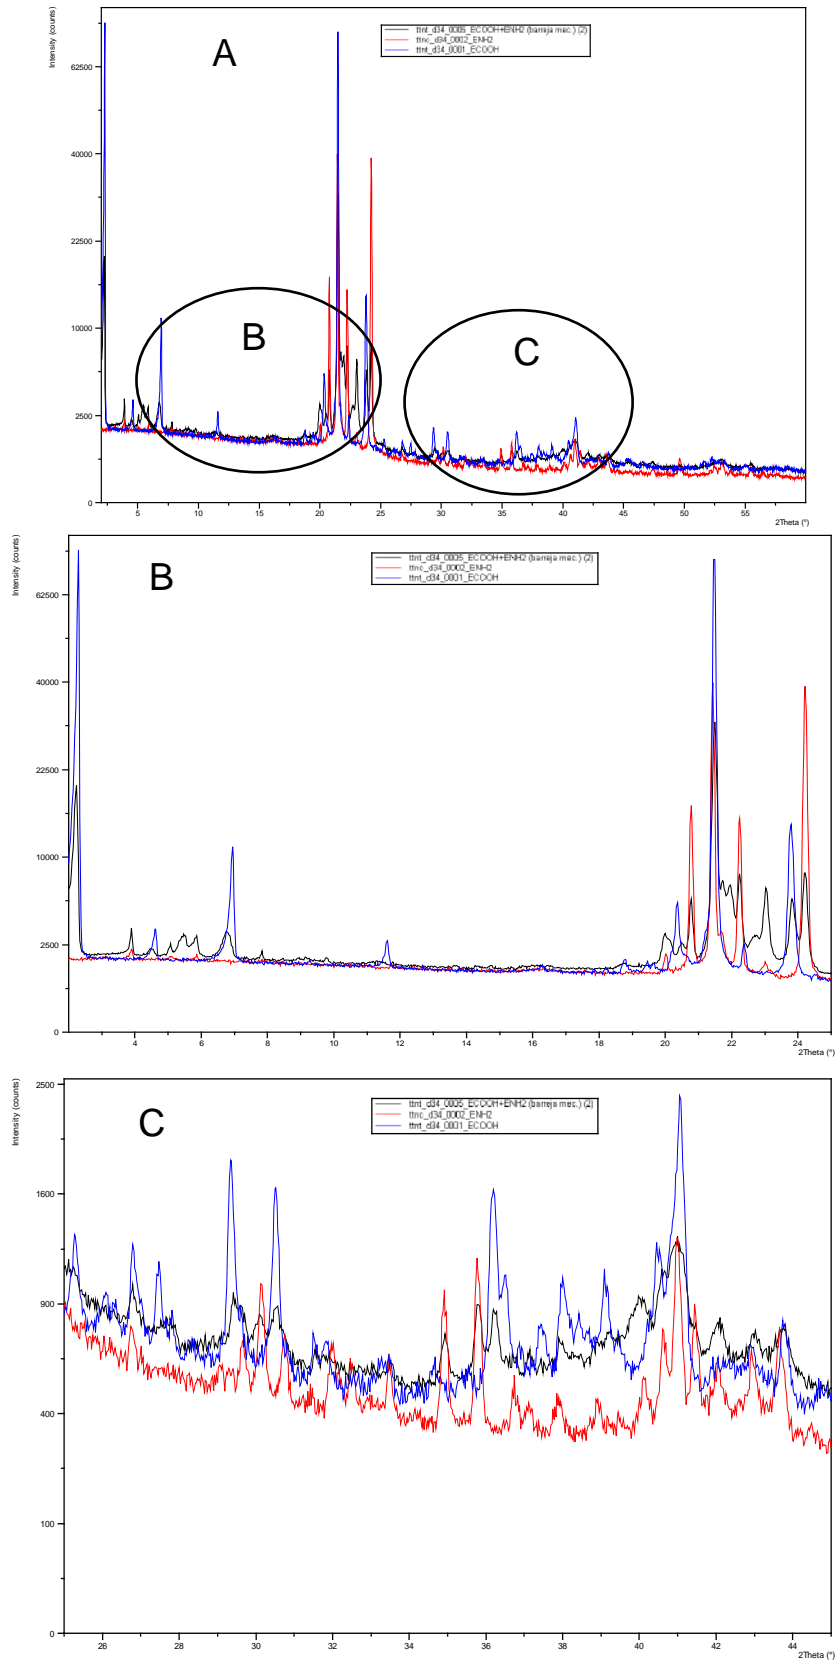 A
Intensity (counts)
ttnt_d34_0005_ECOOH+ENH2 (barreja mec.) (2)
ttnc_d34_0002_ENH2
ttnt_d34_0001_ECOOH
62500
40000
22500
10000
2500
0
B
C
5 10 15 20 25 30 35 40 45 50 55
2Theta (°)
B
Intensity (counts)
ttnt_d34_0005_ECOOH+ENH2 (barreja mec.) (2)
ttnc_d34_0002_ENH2
ttnt_d34_0001_ECOOH
62500
40000
22500
10000
2500
0
4 6 8 10 12 14 16 18 20 22 24
2Theta (°)
C
Intensity (counts)
ttnt_d34_0005_ECOOH+ENH2 (barreja mec.) (2)
ttnc_d34_0002_ENH2
ttnt_d34_0001_ECOOH
2500
1600
900
400
100
0
26 28 30 32 34 36 38 40 42 44
2Theta (°)